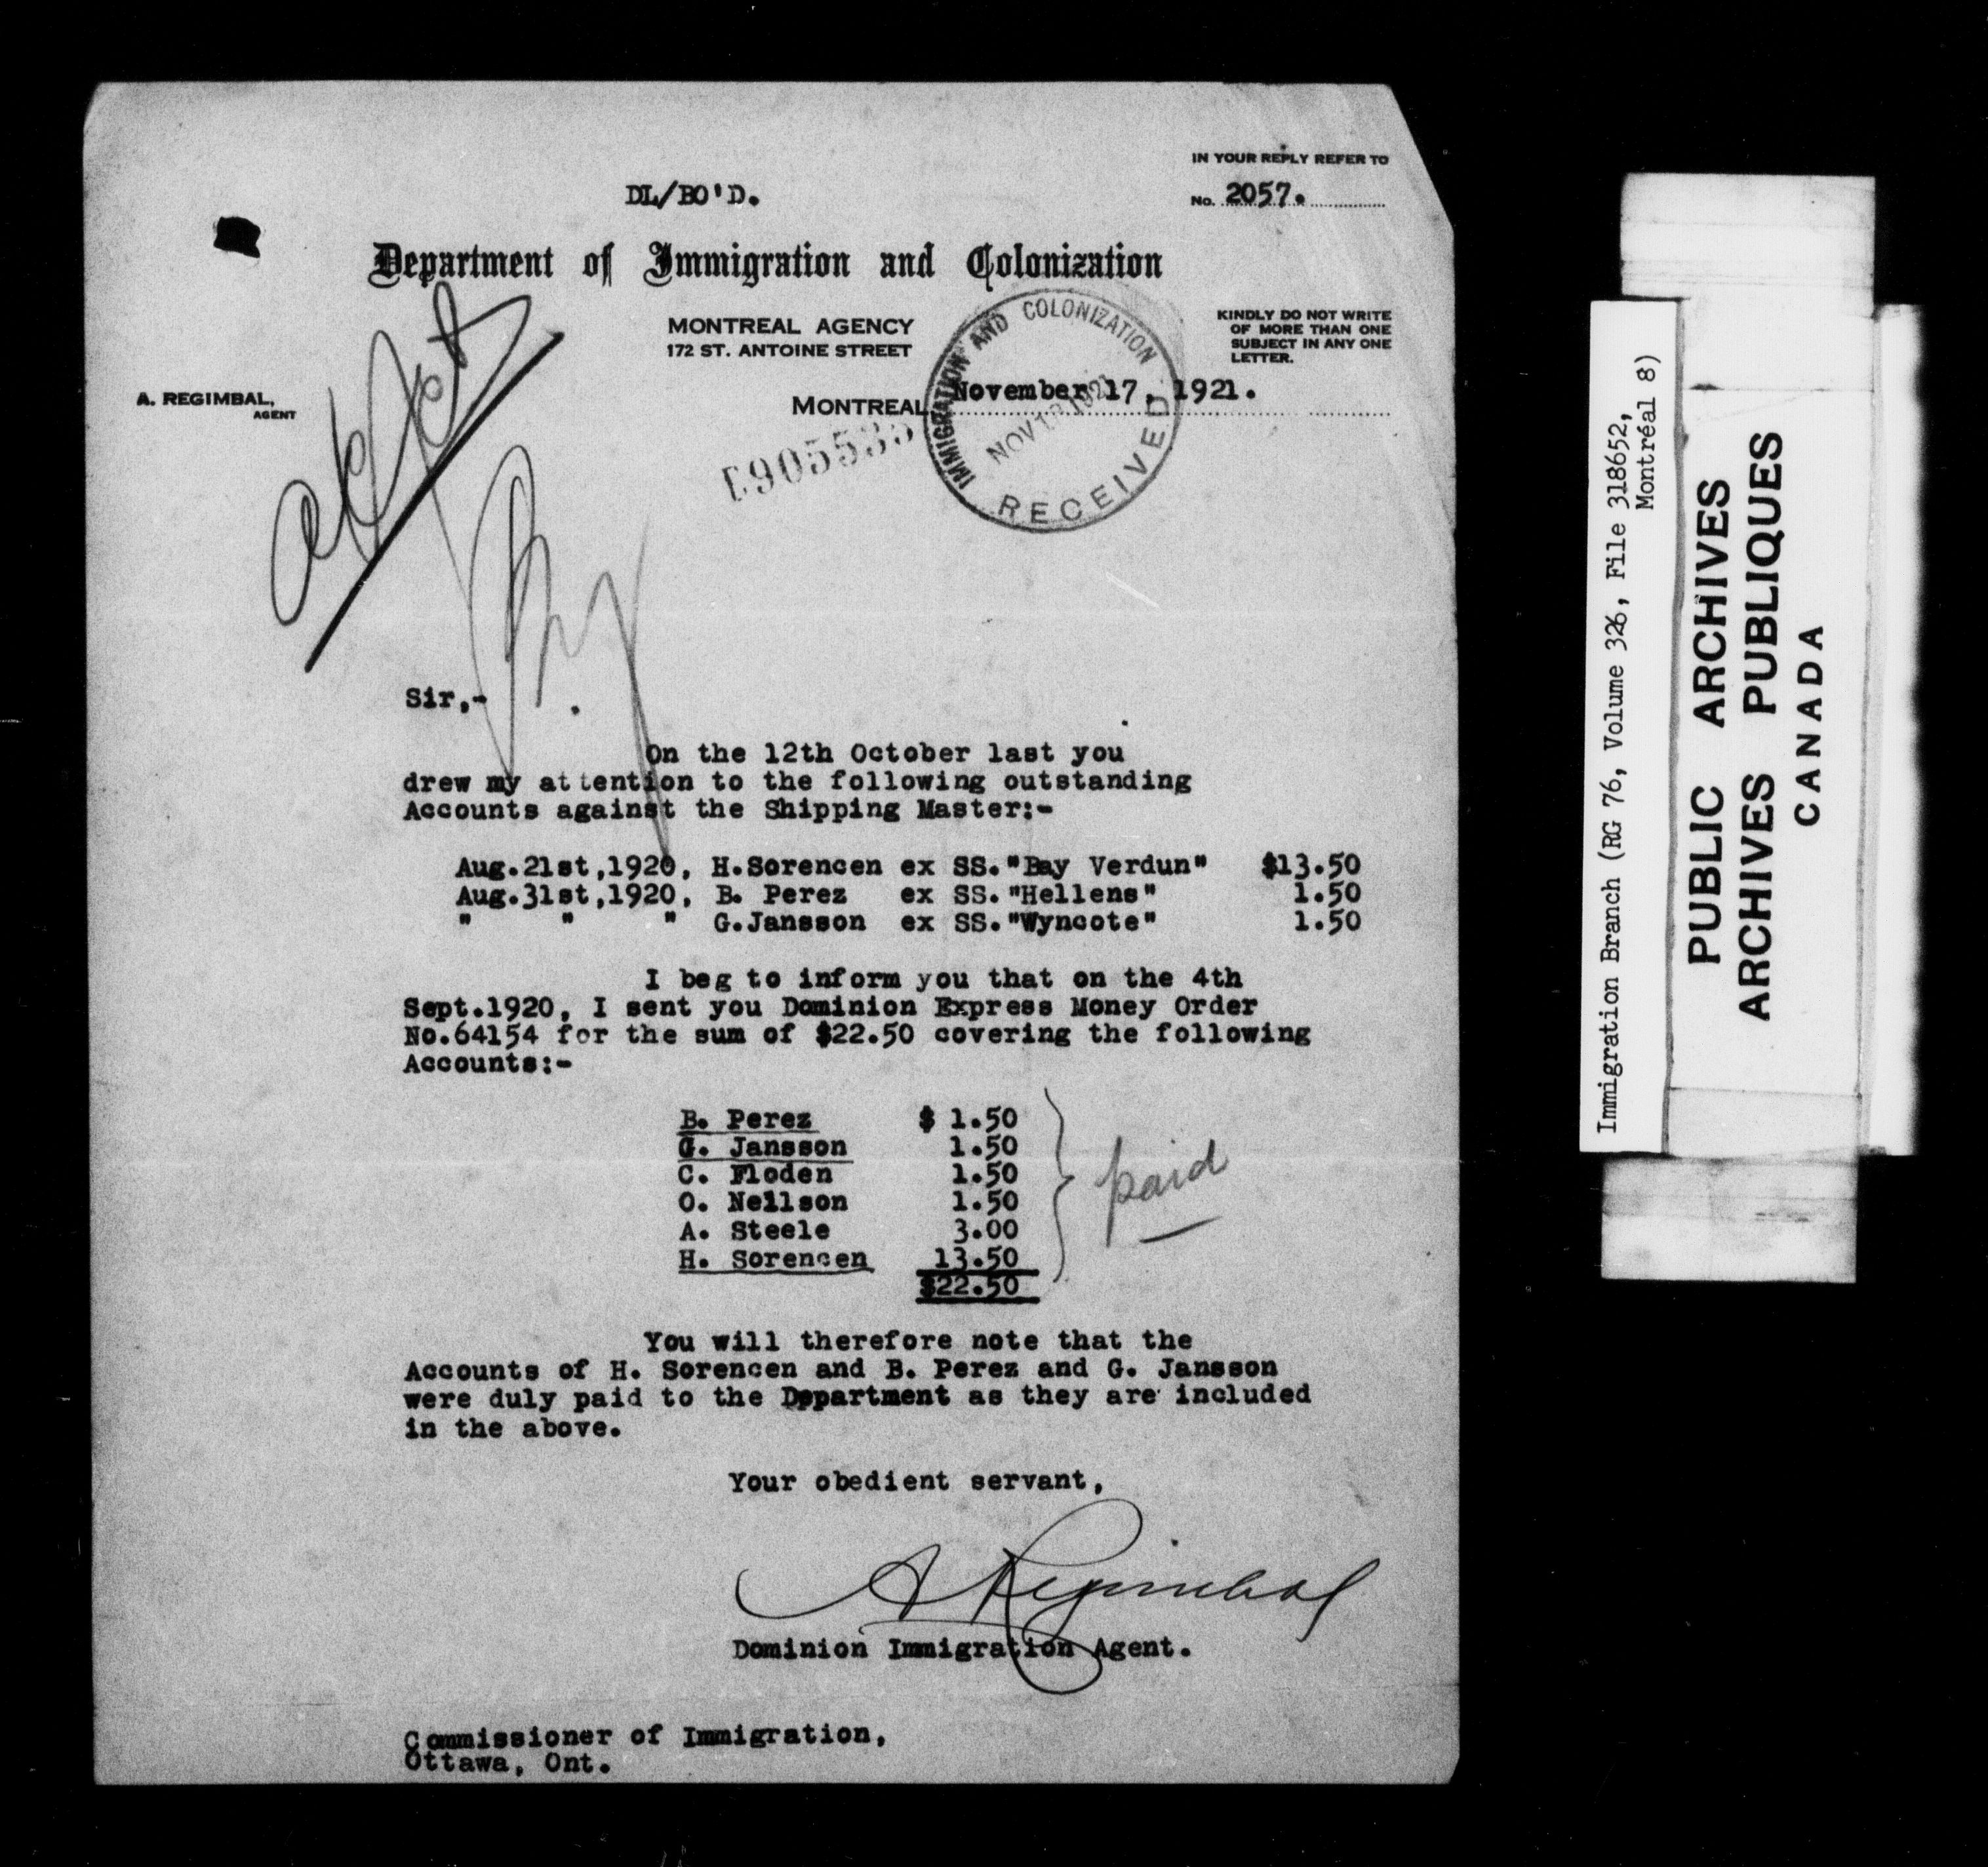 IN YOUR REPLY REFER TO
DL/BO'D.
No. 2057.
Department of Immigration and Colonization
MONTREAL AGENCY
172 ST. ANTOINE STREET
KINDLY DO NOT WRITE
OF MORE THAN ONE
SUBJECT IN ANY ONE
LETTER.
A. REGIMBAL,
AGENT
MONTREAL, November 17, 1921.
IMMIGRATION AND COLONIZATION
RECEIVED
Sir,-
On the 12th October last you
drew my attention to the following outstanding
Accounts against the Shipping Master:-
Aug.21st,1920, H.Sorencen ex SS."Bay Verdun" $13.50
Aug.31st,1920, B. Perez ex SS."Hellens" 1.50
" " " G.Jansson ex SS."Wyncote" 1.50
I beg to inform you that on the 4th
Sept.1920, I sent you Dominion Express Money Order
No.64154 for the sum of $22.50 covering the following
Accounts:-
B. Perez $ 1.50
G. Jansson 1.50
C. Floden 1.50
O. Neilson 1.50
A. Steele 3.00
H. Sorencen 13.50
$22.50
paid
You will therefore note that the
Accounts of H. Sorencen and B. Perez and G. Jansson
were duly paid to the Department as they are included
in the above.
Your obedient servant,
A Regimbal
Dominion Immigration Agent.
Commissioner of Immigration,
Ottawa, Ont.
Immigration Branch (RG 76, Volume 326, File 318652,
Montréal 8)
PUBLIC ARCHIVES
ARCHIVES PUBLIQUES
CANADA